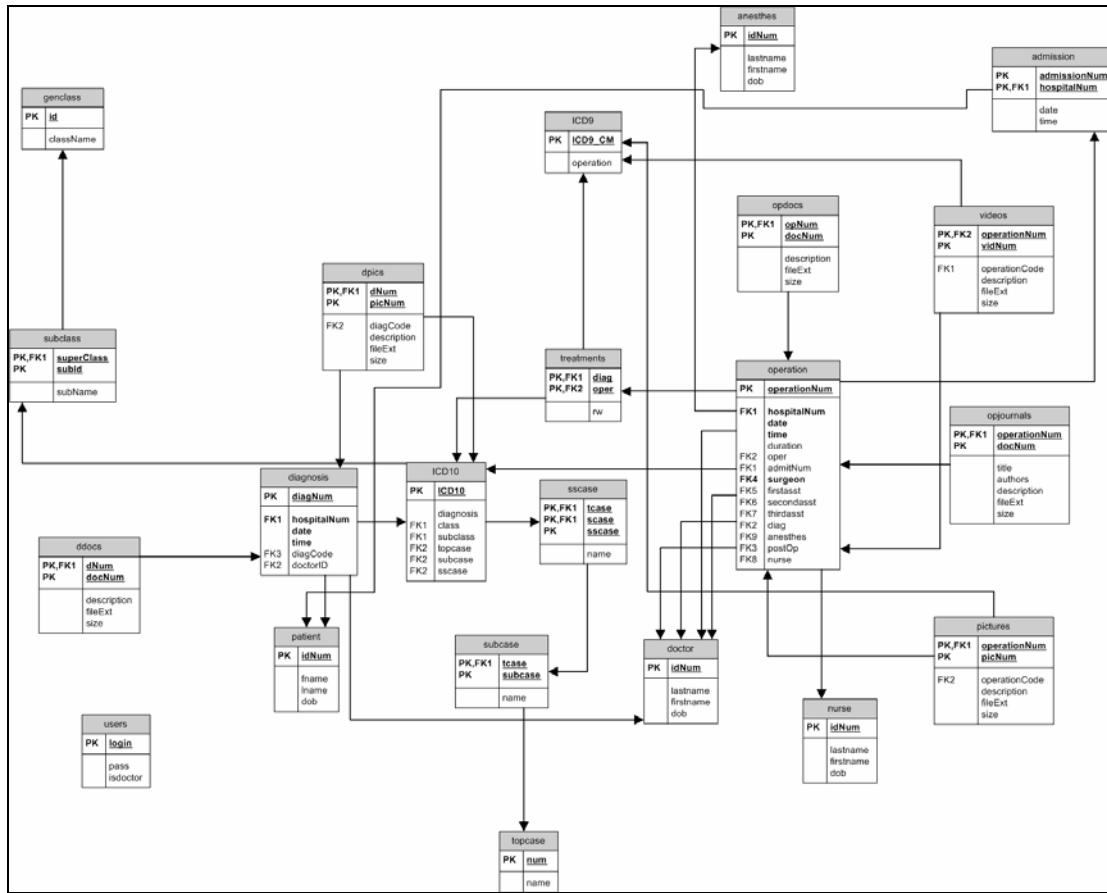 anesthes
PK idNum
lastname
firstname
dob
admission
PK admissionNum
PK,FK1 hospitalNum
date
time
genclass
PK id
className
ICD9
PK ICD9_CM
operation
opdocs
PK,FK1 opNum
PK docNum
description
fileExt
size
videos
PK,FK2 operationNum
PK vidNum
FK1 operationCode
description
fileExt
size
dpics
PK,FK1 dNum
PK picNum
FK2 diagCode
description
fileExt
size
subclass
PK,FK1 superClass
PK subId
subName
treatments
PK,FK1 diag
PK,FK2 oper
rw
operation
PK operationNum
FK1 hospitalNum
date
time
duration
FK2 oper
FK1 admitNum
FK4 surgeon
FK5 firstasst
FK6 secondasst
FK7 thirdasst
FK2 diag
FK9 anesthes
FK3 postOp
FK8 nurse
opjournals
PK,FK1 operationNum
PK docNum
title
authors
description
fileExt
size
diagnosis
PK diagNum
FK1 hospitalNum
date
time
FK3 diagCode
FK2 doctorID
ICD10
PK ICD10
diagnosis
FK1 class
FK1 subclass
FK2 topcase
FK2 subcase
FK2 sscase
sscase
PK,FK1 tcase
PK,FK1 scase
PK sscase
name
ddocs
PK,FK1 dNum
PK docNum
description
fileExt
size
patient
PK idNum
fname
lname
dob
subcase
PK,FK1 tcase
PK subcase
name
doctor
PK idNum
lastname
firstname
dob
pictures
PK,FK1 operationNum
PK picNum
FK2 operationCode
description
fileExt
size
users
PK login
pass
isdoctor
nurse
PK idNum
lastname
firstname
dob
topcase
PK num
name